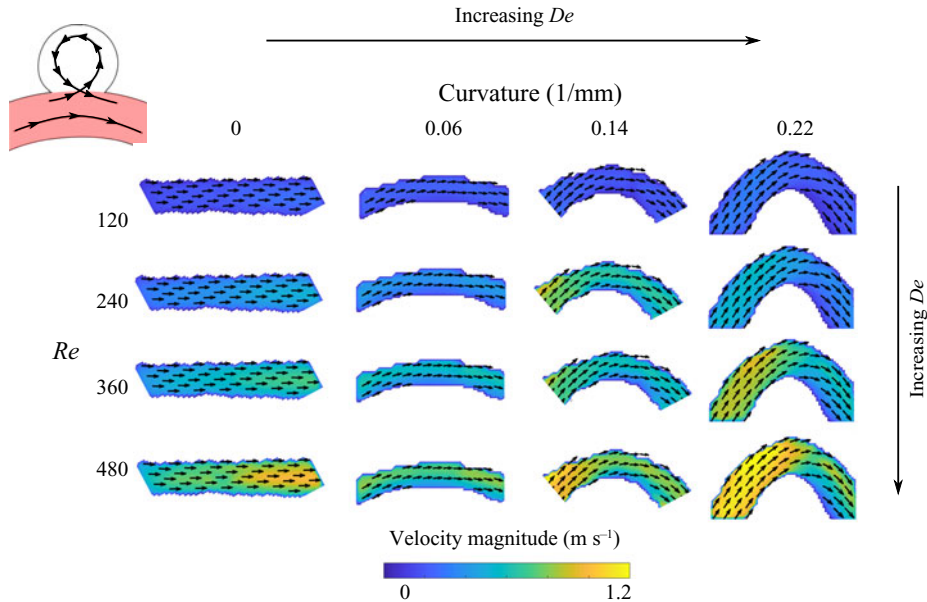 Increasing De
Curvature (1/mm)
0 0.06 0.14 0.22
120
240
Re
360
480
Increasing De
Velocity magnitude (m s⁻¹)
0 1.2